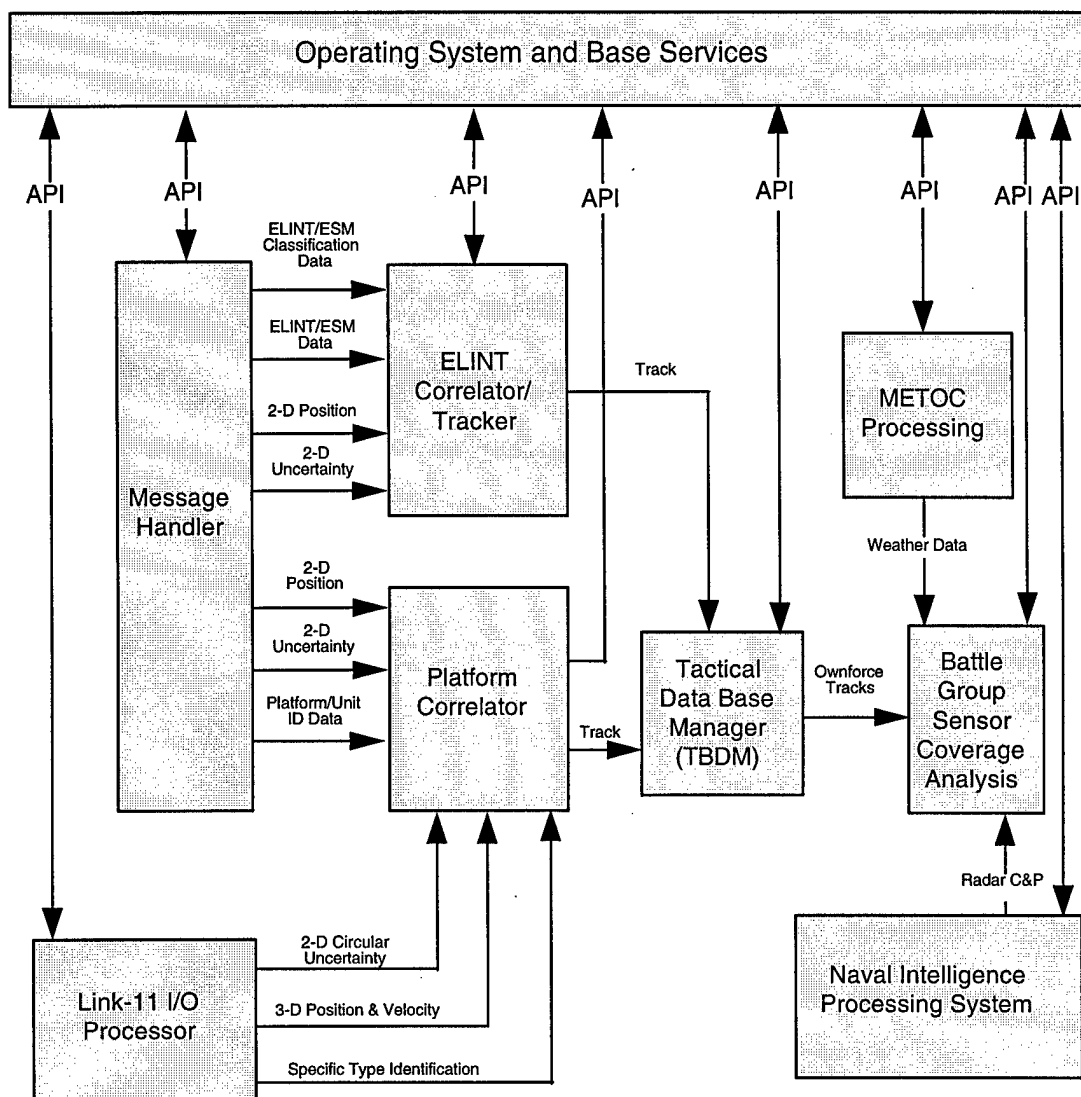 Operating System and Base Services
API
API
API
API
API
API
API
API
ELINT/ESM
Classification
Data
ELINT/ESM
Data
2-D Position
2-D
Uncertainty
Message
Handler
ELINT
Correlator/
Tracker
Track
METOC
Processing
Weather Data
2-D
Position
2-D
Uncertainty
Platform/Unit
ID Data
Platform
Correlator
Track
Tactical
Data Base
Manager
(TBDM)
Ownforce
Tracks
Battle
Group
Sensor
Coverage
Analysis
Radar C&P
Link-11 I/O
Processor
2-D Circular
Uncertainty
3-D Position & Velocity
Specific Type Identification
Naval Intelligence
Processing System